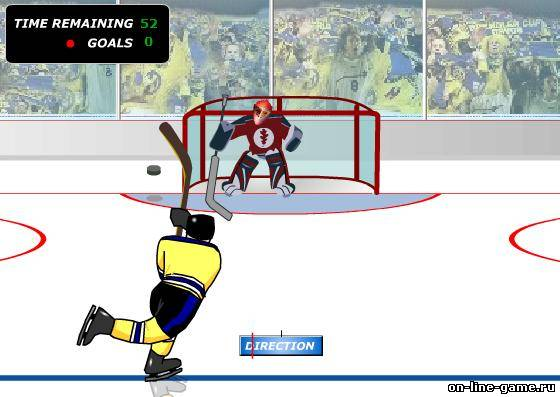 TIME REMAINING 52
GOALS 0
DIRECTION
on-line-game.ru